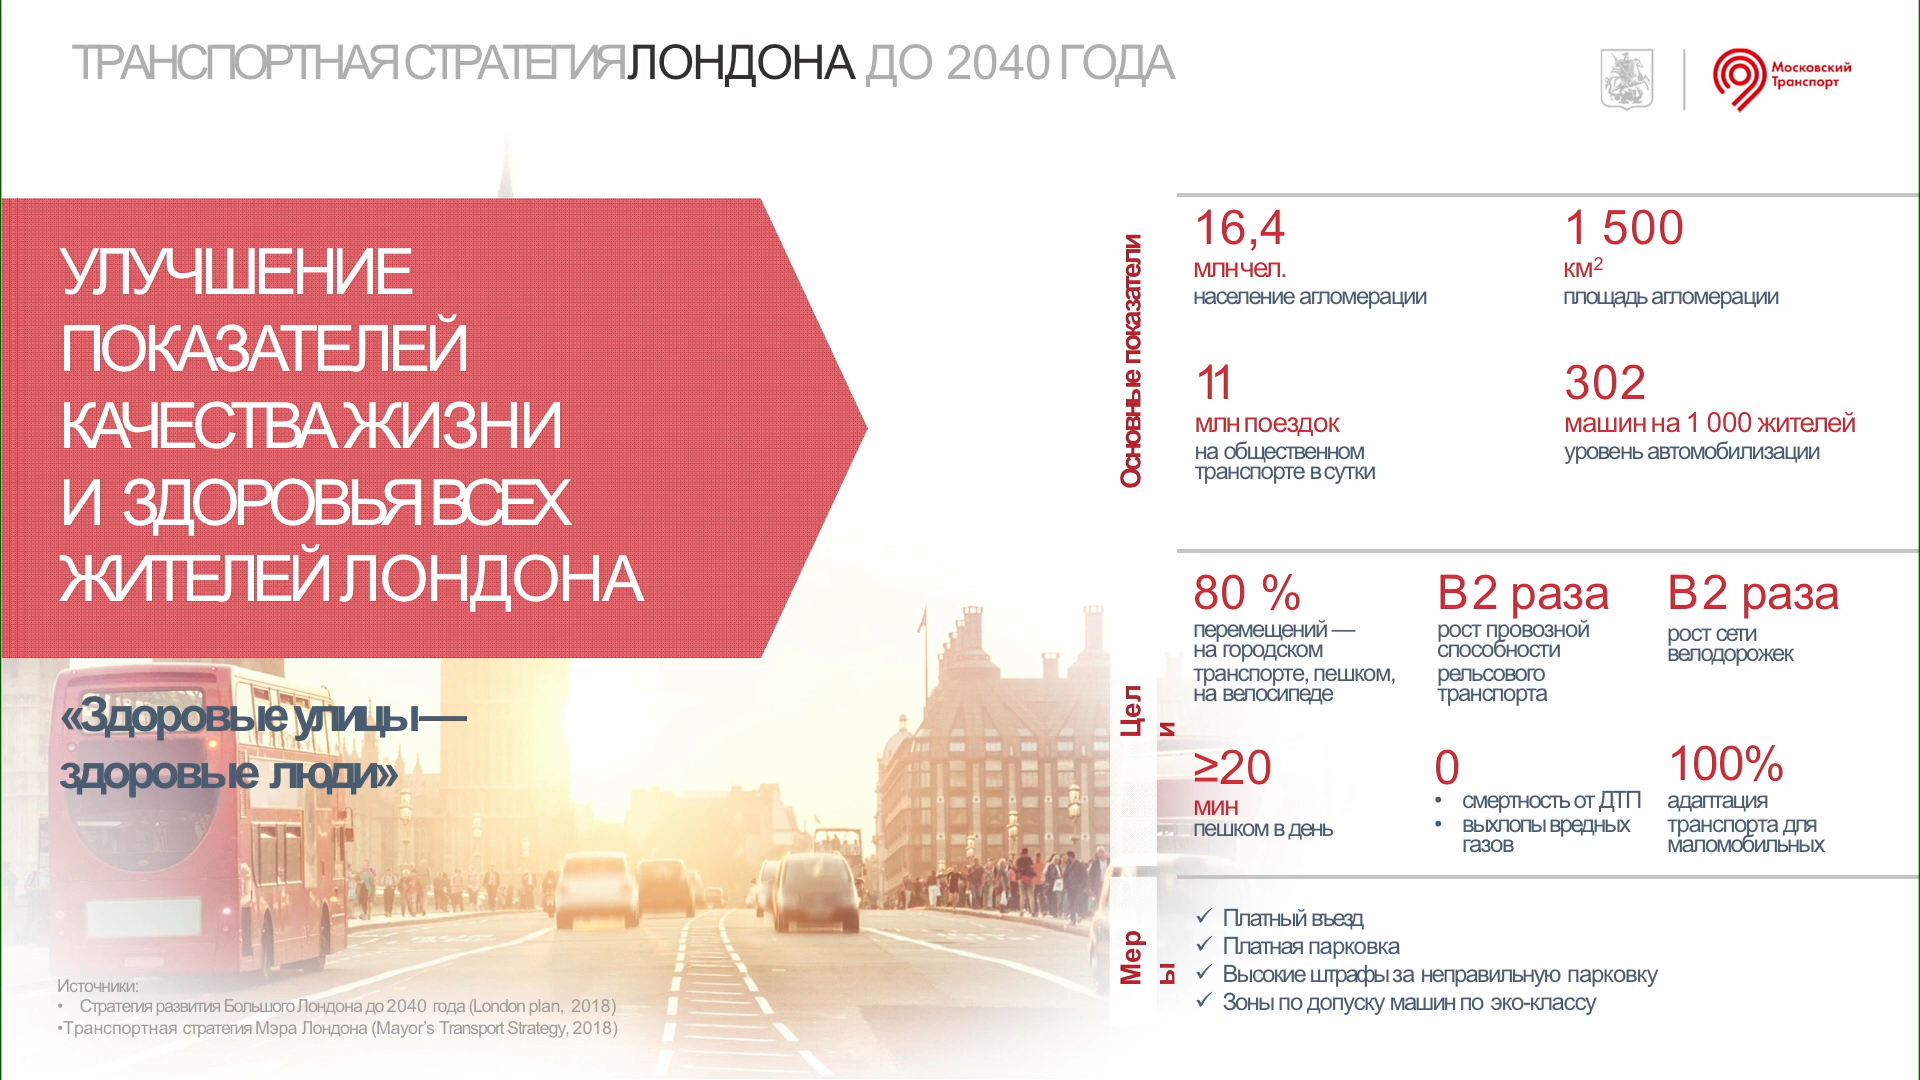 ТРАНСПОРТНАЯ СТРАТЕГИЯ ЛОНДОНА ДО 2040 ГОДА
Московский
Транспорт
УЛУЧШЕНИЕ
ПОКАЗАТЕЛЕЙ
КАЧЕСТВА ЖИЗНИ
И ЗДОРОВЬЯ ВСЕХ
ЖИТЕЛЕЙ ЛОНДОНА
«Здоровые улицы —
здоровые люди»
Источники:
• Стратегия развития Большого Лондона до 2040 года (London plan, 2018)
•Транспортная стратегия Мэра Лондона (Mayor’s Transport Strategy, 2018)
Основные показатели
16,4
млн чел.
население агломерации
1 500
км²
площадь агломерации
11
млн поездок
на общественном
транспорте в сутки
302
машин на 1 000 жителей
уровень автомобилизации
Цел
и
80 %
перемещений —
на городском
транспорте, пешком,
на велосипеде
В 2 раза
рост провозной
способности
рельсового
транспорта
В 2 раза
рост сети
велодорожек
≥20
мин
пешком в день
0
• смертность от ДТП
• выхлопы вредных
газов
100%
адаптация
транспорта для
маломобильных
Мер
ы
✓ Платный въезд
✓ Платная парковка
✓ Высокие штрафы за неправильную парковку
✓ Зоны по допуску машин по эко-классу